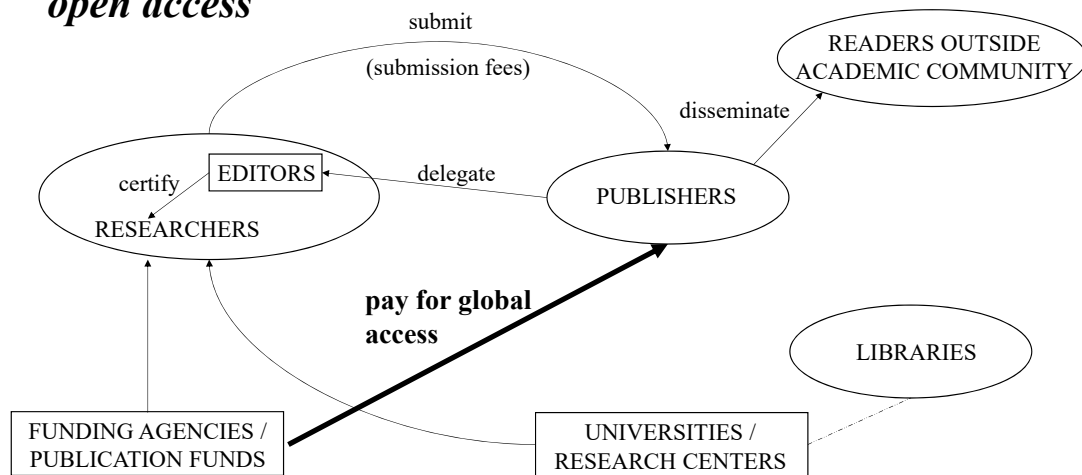 open access
submit
(submission fees)
READERS OUTSIDE
ACADEMIC COMMUNITY
disseminate
EDITORS
certify
delegate
PUBLISHERS
RESEARCHERS
pay for global
access
LIBRARIES
FUNDING AGENCIES /
PUBLICATION FUNDS
UNIVERSITIES /
RESEARCH CENTERS